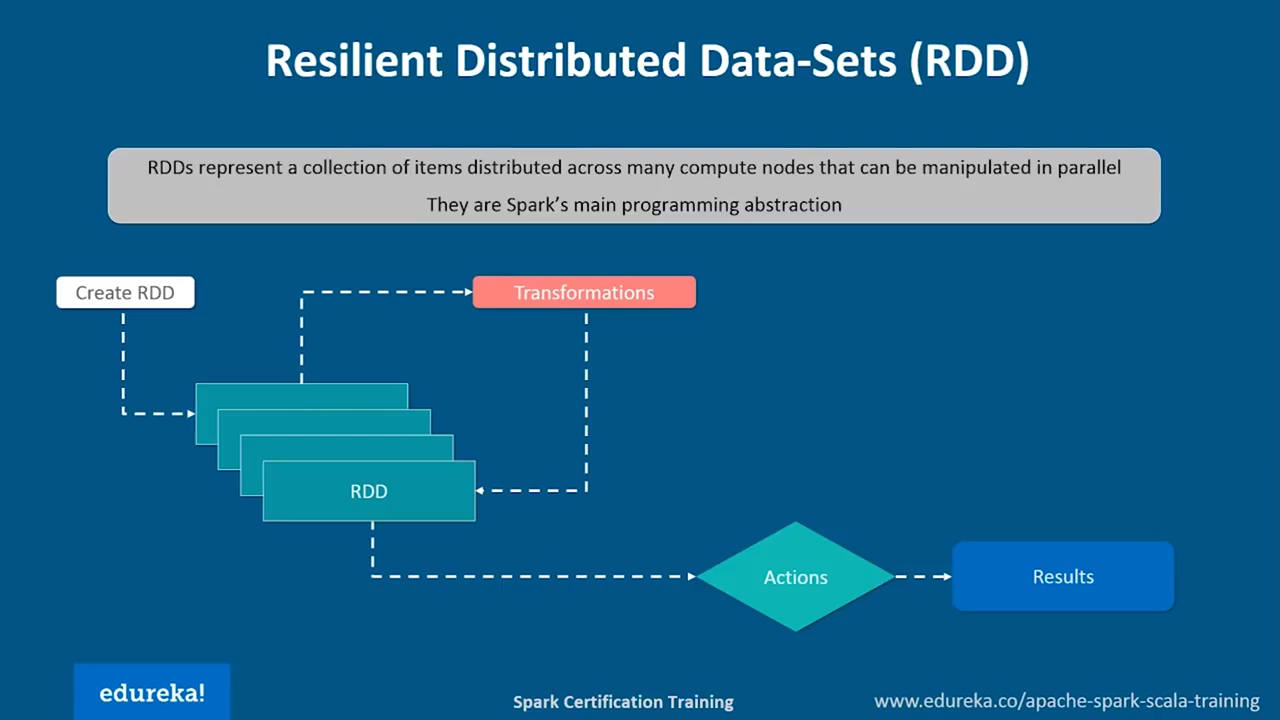 Resilient Distributed Data-Sets (RDD)
RDDs represent a collection of items distributed across many compute nodes that can be manipulated in parallel
They are Spark’s main programming abstraction
Create RDD
Transformations
RDD
Actions
Results
edureka!
Spark Certification Training
www.edureka.co/apache-spark-scala-training